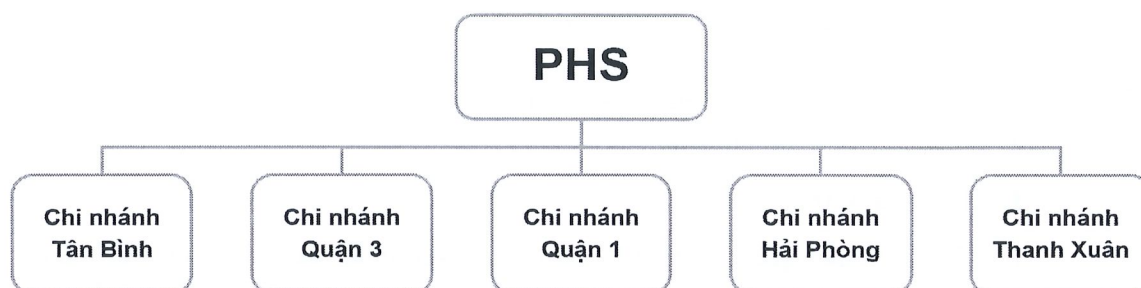 PHS
Chi nhánh
Tân Bình
Chi nhánh
Quận 3
Chi nhánh
Quận 1
Chi nhánh
Hải Phòng
Chi nhánh
Thanh Xuân